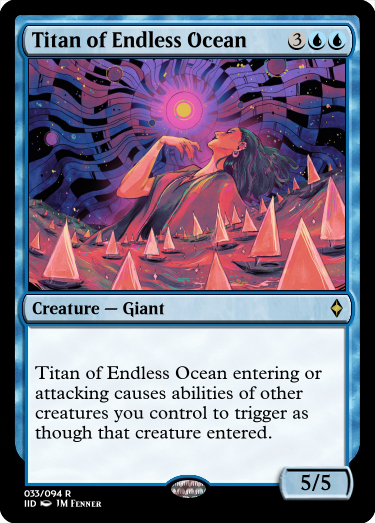 Titan of Endless Ocean 3
Creature — Giant
Titan of Endless Ocean entering or
attacking causes abilities of other
creatures you control to trigger as
though that creature entered.
5/5
033/094 R
IID JM Fenner